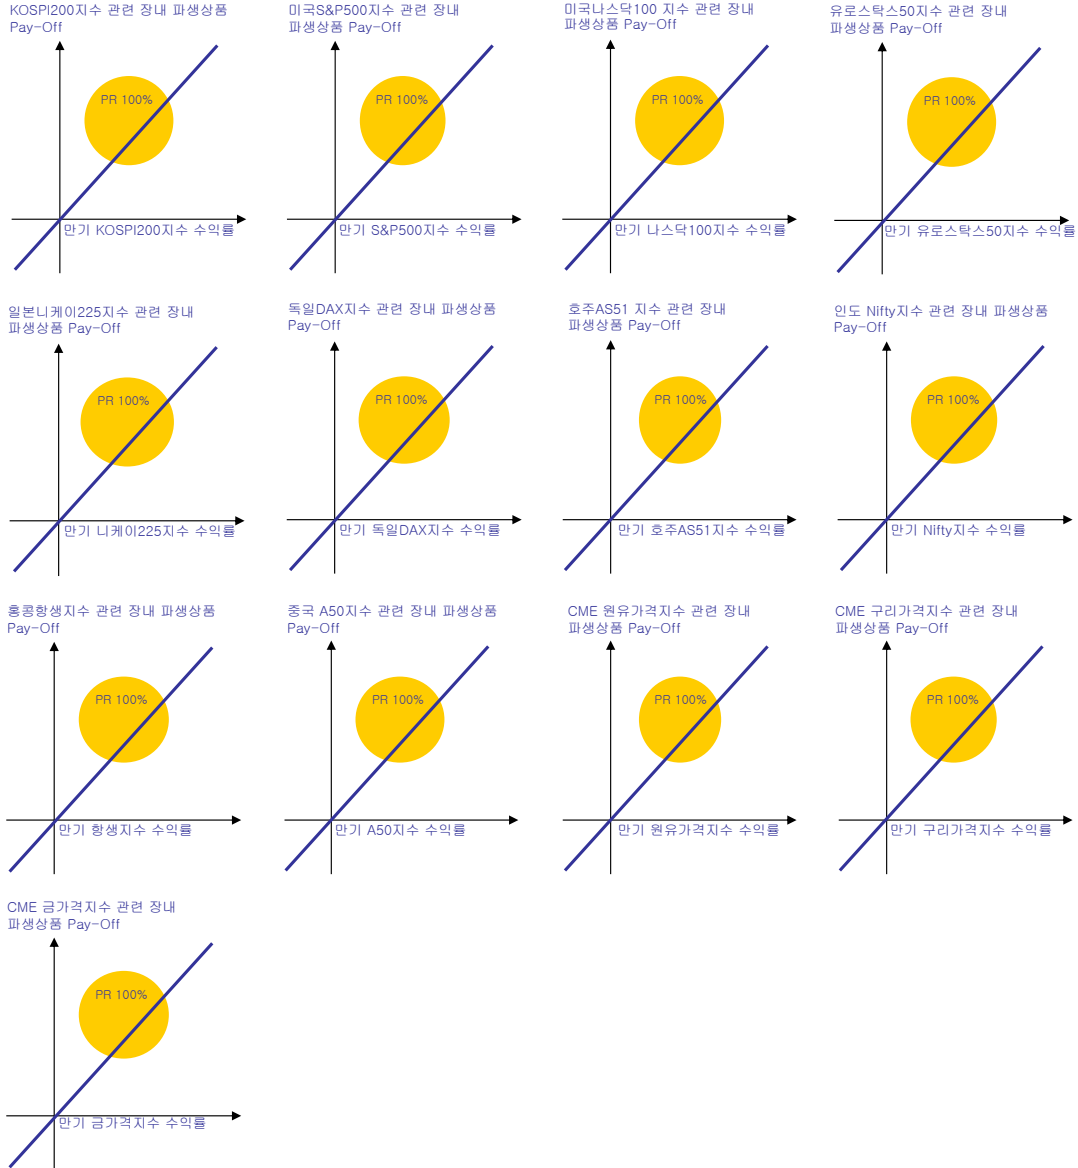 KOSPI200지수 관련 장내 파생상품
Pay-Off
PR 100%
만기 KOSPI200지수 수익률
미국S&P500지수 관련 장내
파생상품 Pay-Off
PR 100%
만기 S&P500지수 수익률
미국나스닥100 지수 관련 장내
파생상품 Pay-Off
PR 100%
만기 나스닥100지수 수익률
유로스탁스50지수 관련 장내
파생상품 Pay-Off
PR 100%
만기 유로스탁스50지수 수익률
일본니케이225지수 관련 장내
파생상품 Pay-Off
PR 100%
만기 니케이225지수 수익률
독일DAX지수 관련 장내 파생상품
Pay-Off
PR 100%
만기 독일DAX지수 수익률
호주AS51 지수 관련 장내
파생상품 Pay-Off
PR 100%
만기 호주AS51지수 수익률
인도 Nifty지수 관련 장내 파생상품
Pay-Off
PR 100%
만기 Nifty지수 수익률
홍콩항생지수 관련 장내 파생상품
Pay-Off
PR 100%
만기 항생지수 수익률
중국 A50지수 관련 장내 파생상품
Pay-Off
PR 100%
만기 A50지수 수익률
CME 원유가격지수 관련 장내
파생상품 Pay-Off
PR 100%
만기 원유가격지수 수익률
CME 구리가격지수 관련 장내
파생상품 Pay-Off
PR 100%
만기 구리가격지수 수익률
CME 금가격지수 관련 장내
파생상품 Pay-Off
PR 100%
만기 금가격지수 수익률